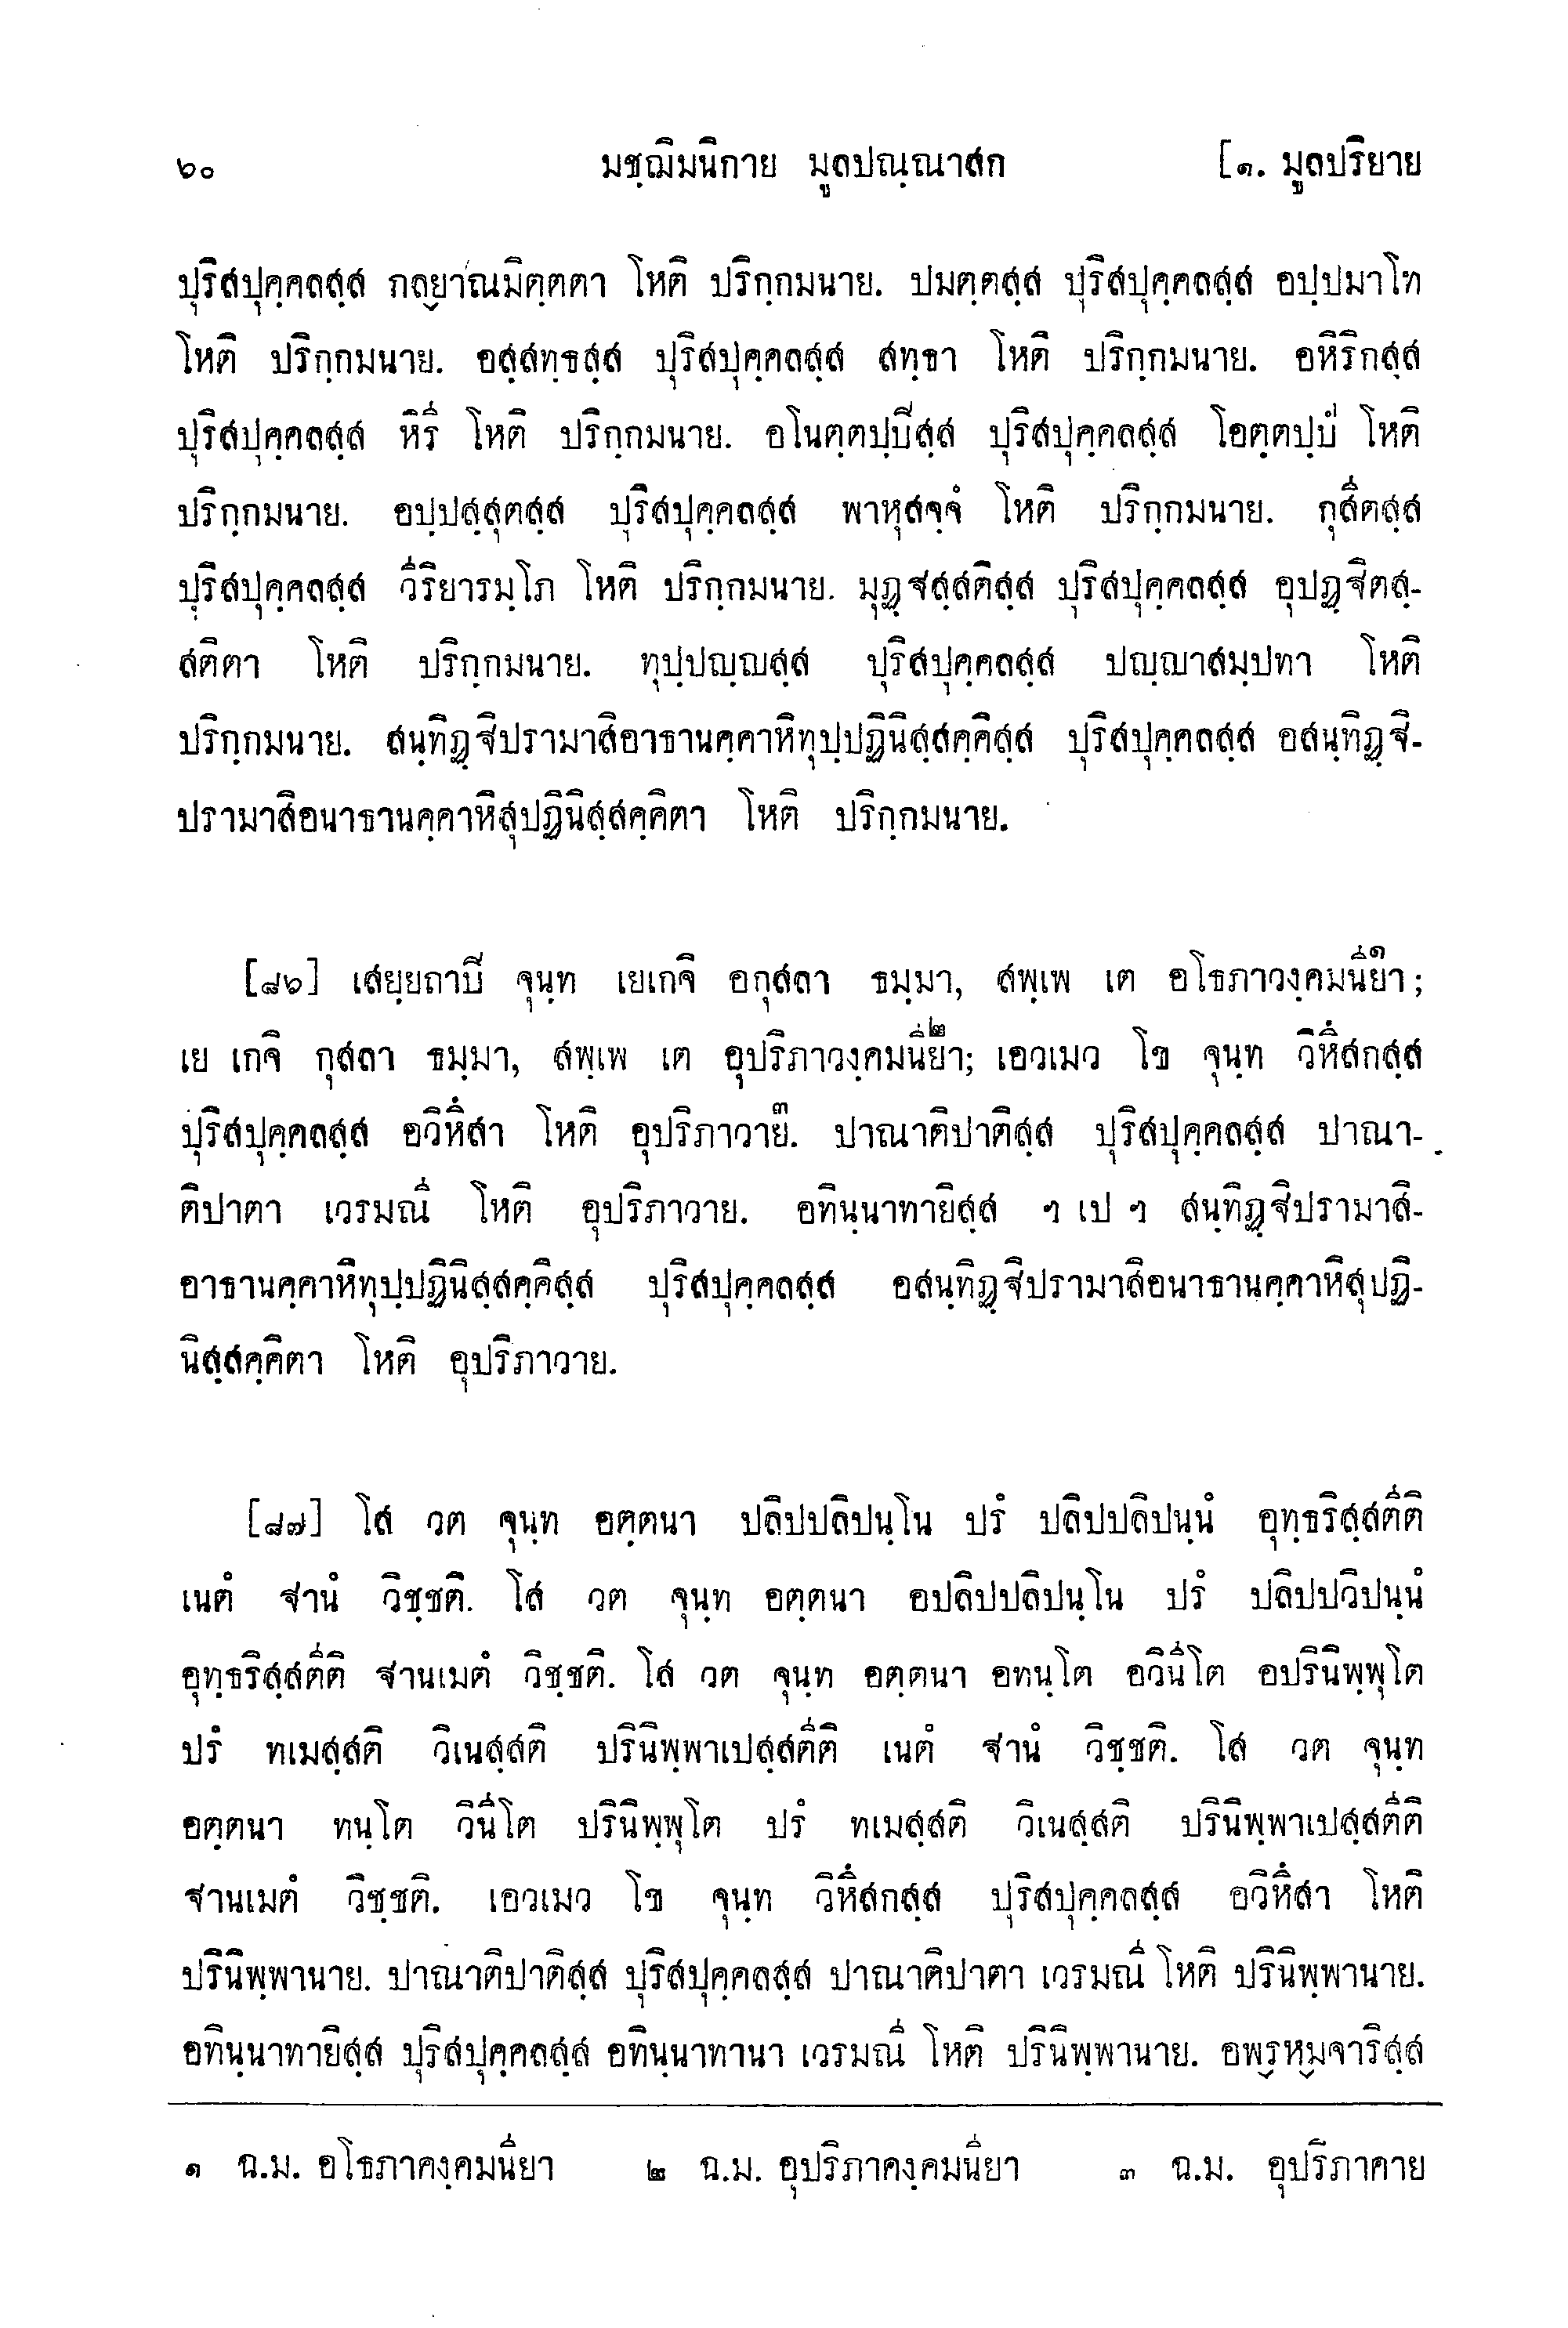 ๖๐ มชฺฌิมนิกาย มูลปณฺณาสก [๑. มูลปริยาย
ปุริสปุคฺคลสฺส กลฺยาณมิตฺตตา โหติ ปริกฺกมนาย. ปมตฺตสฺส ปุริสปุคฺคลสฺส อปฺปมาโท
โหติ ปริกฺกมนาย. อสฺสทฺธสฺส ปุริสปุคฺคลสฺส สทฺธา โหติ ปริกฺกมนาย. อหิริกสฺส
ปุริสปุคฺคลสฺส หิรี โหติ ปริกฺกมนาย. อโนตฺตปฺปีสฺส ปุริสปุคฺคลสฺส โอตฺตปฺปํ โหติ
ปริกฺกมนาย. อปฺปสฺสุตสฺส ปุริสปุคฺคลสฺส พาหุสจฺจํ โหติ ปริกฺกมนาย. กุสีตสฺส
ปุริสปุคฺคลสฺส วีริยารมฺโภ โหติ ปริกฺกมนาย. มุฏฺฐสฺสติสฺส ปุริสปุคฺคลสฺส อุปฏฺฐิตสฺ-
สติตา โหติ ปริกฺกมนาย. ทุปฺปญฺญสฺส ปุริสปุคฺคลสฺส ปญฺญาสมฺปทา โหติ
ปริกฺกมนาย. สนฺทิฏฺฐิปรามาสิอาธานคฺคาหิทุปฺปฏินิสฺสคฺคิสฺส ปุริสปุคฺคลสฺส อสนฺทิฏฺฐิ-
ปรามาสิอนาธานคฺคาหิสุปฏินิสฺสคฺคิตา โหติ ปริกฺกมนาย.
[๘๖] เสยฺยถาปิ จุนฺท เยเกจิ อกุสลา ธมฺมา, สพฺเพ เต อโธภาวงฺคมนียา๑;
เย เกจิ กุสลา ธมฺมา, สพฺเพ เต อุปริภาวงฺคมนียา๒; เอวเมว โข จุนฺท วิหึสกสฺส
ปุริสปุคฺคลสฺส อวิหึสา โหติ อุปริภาวาย๓. ปาณาติปาติสฺส ปุริสปุคฺคลสฺส ปาณา-
ติปาตา เวรมณี โหติ อุปริภาวาย. อทินฺนาทายิสฺส ฯ เป ฯ สนฺทิฏฺฐิปรามาสิ-
อาธานคฺคาหิทุปฺปฏินิสฺสคฺคิสฺส ปุริสปุคฺคลสฺส อสนฺทิฏฺฐิปรามาสิอนาธานคฺคาหิสุปฏิ-
นิสฺสคฺคิตา โหติ อุปริภาวาย.
[๘๗] โส วต จุนฺท อตฺตนา ปลิปปลิปนฺโน ปรํ ปลิปปลิปนฺนํ อุทฺธริสฺสตีติ
เนตํ ฐานํ วิชฺชติ. โส วต จุนฺท อตฺตนา อปลิปปลิปนฺโน ปรํ ปลิปปวิปนฺนํ
อุทฺธริสฺสตีติ ฐานเมตํ วิชฺชติ. โส วต จุนฺท อตฺตนา อทนฺโต อวินีโต อปรินิพฺพุโต
ปรํ ทเมสฺสติ วิเนสฺสติ ปรินิพฺพาเปสฺสตีติ เนตํ ฐานํ วิชฺชติ. โส วต จุนฺท
อตฺตนา ทนฺโต วินีโต ปรินิพฺพุโต ปรํ ทเมสฺสติ วิเนสฺสติ ปรินิพฺพาเปสฺสตีติ
ฐานเมตํ วิชฺชติ. เอวเมว โข จุนฺท วิหึสกสฺส ปุริสปุคฺคลสฺส อวิหึสา โหติ
ปรินิพฺพานาย. ปาณาติปาติสฺส ปุริสปุคฺคลสฺส ปาณาติปาตา เวรมณี โหติ ปรินิพฺพานาย.
อทินฺนาทายิสฺส ปุริสปุคฺคลสฺส อทินฺนาทานา เวรมณี โหติ ปรินิพฺพานาย. อพฺรหฺมจาริสฺส
๑ ฉ.ม. อโธภาคงฺคมนียา ๒ ฉ.ม. อุปริภาคงฺคมนียา ๓ ฉ.ม. อุปริภาคาย